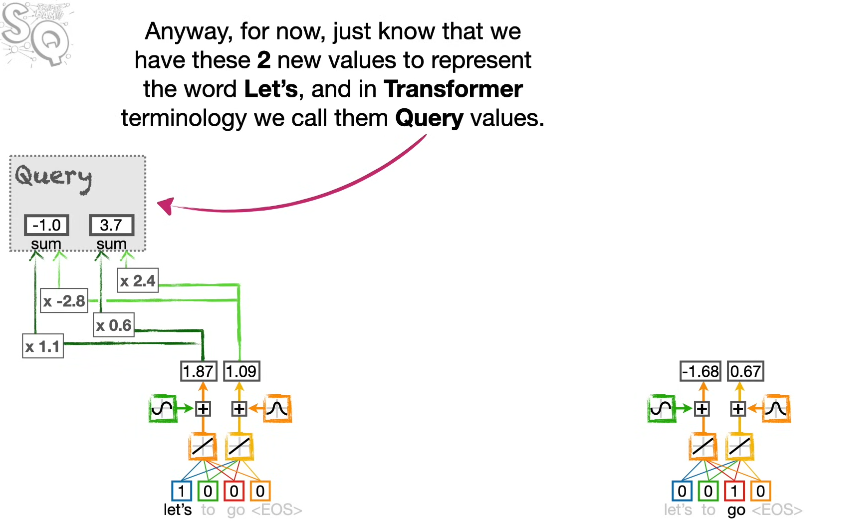 SQ
Anyway, for now, just know that we
have these 2 new values to represent
the word Let's, and in Transformer
terminology we call them Query values.
Query
-1.0 3.7
sum sum
x 2.4
x -2.8
x 0.6
x 1.1
1.87 1.09
-1.68 0.67
+ +
+ +
1 0 0 0
0 0 1 0
let's to go <EOS>
let's to go <EOS>